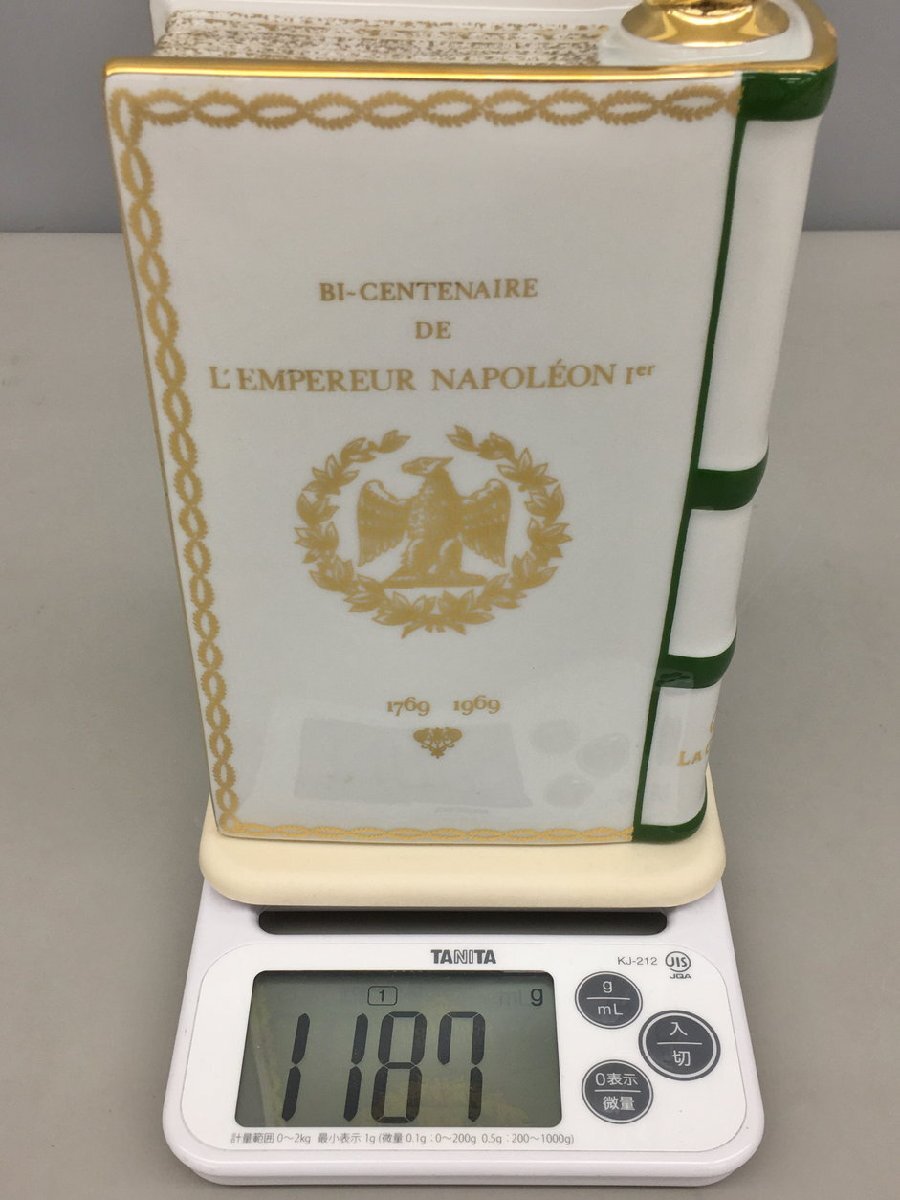 BI-CENTENAIRE
DE
L'EMPEREUR NAPOLÉON Ier
1769 1969
TANITA
KJ-212
JIS
JQA
1
g
1187
g
mL
入
切
0表示
微量
計量範囲 0~2kg 最小表示 1g (微量 0.1g:0~200g 0.5g:200~1000g)